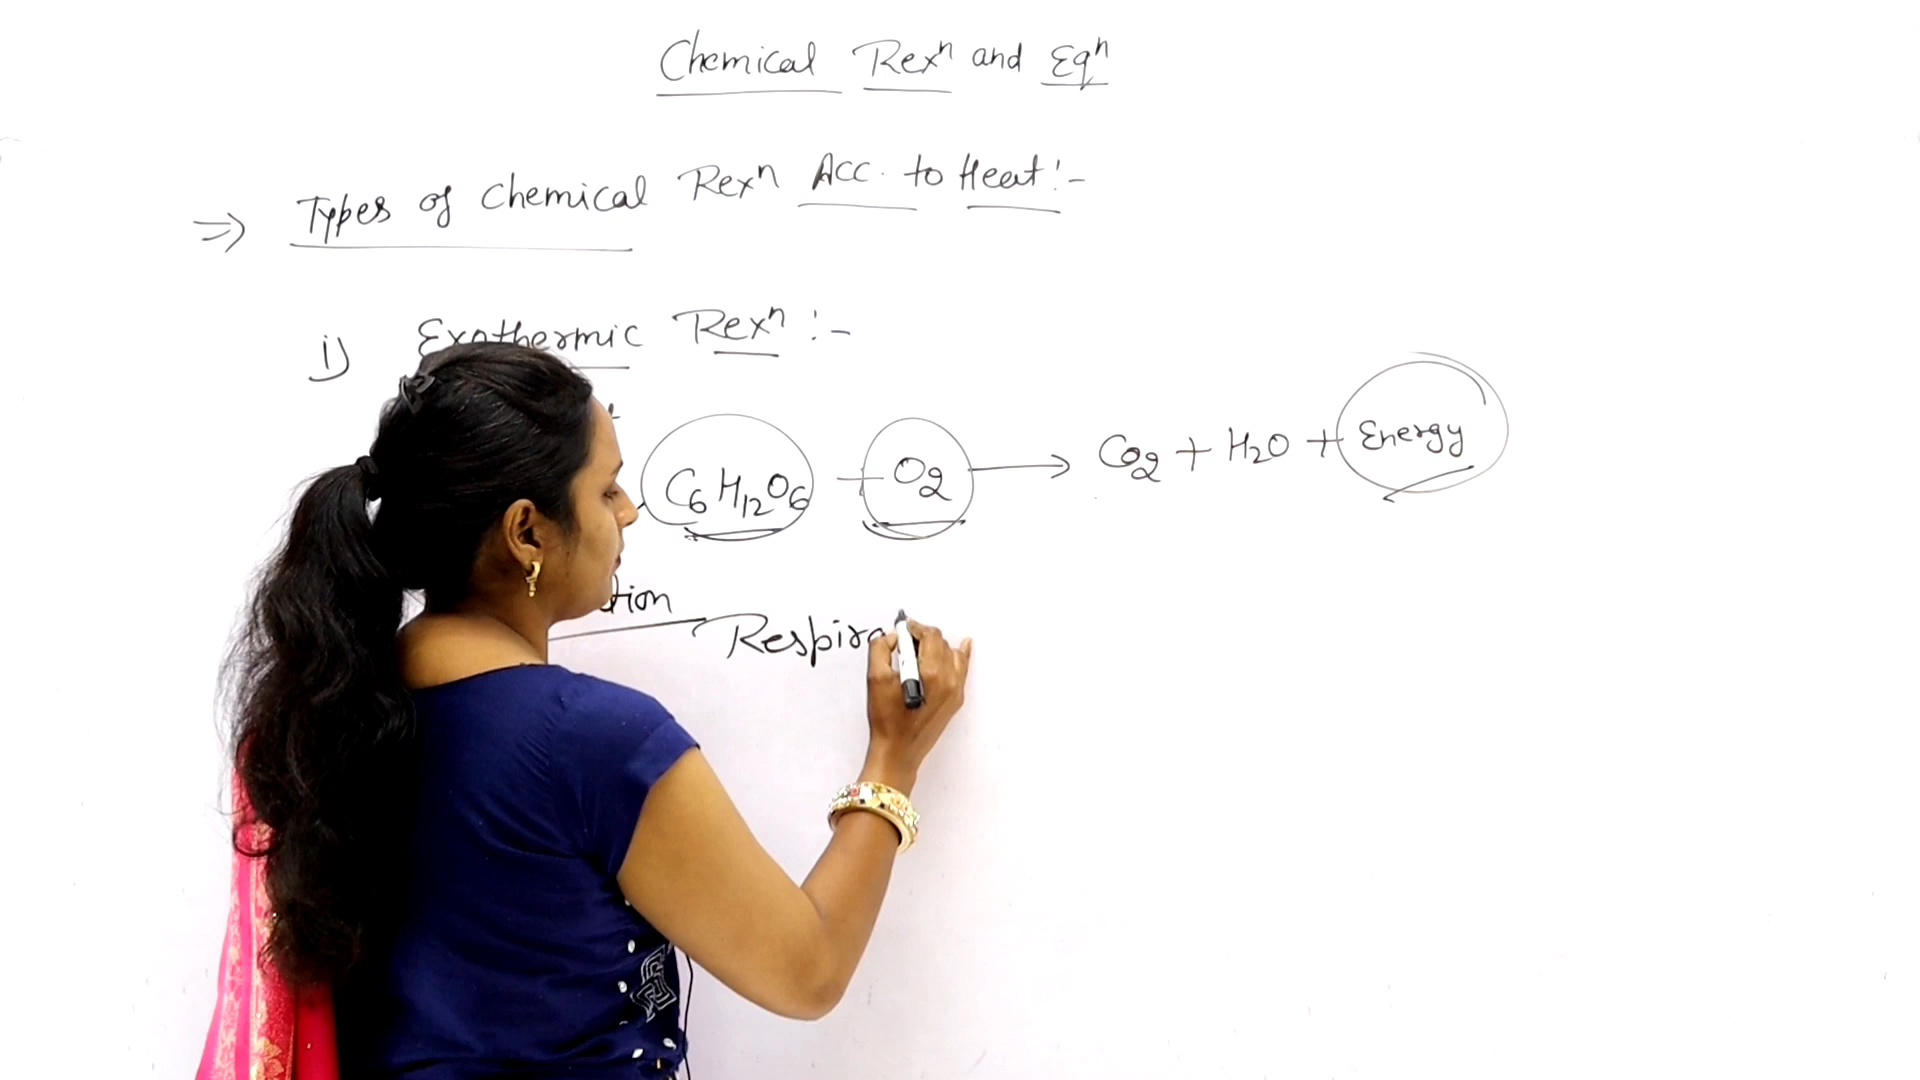 Chemical Rexⁿ and Eqⁿ
⇒ Types of Chemical Rexⁿ Acc. to Heat:-
i) Exothermic Rexⁿ :-
C6H12O6 + O2 → CO2 + H2O + Energy
Respira